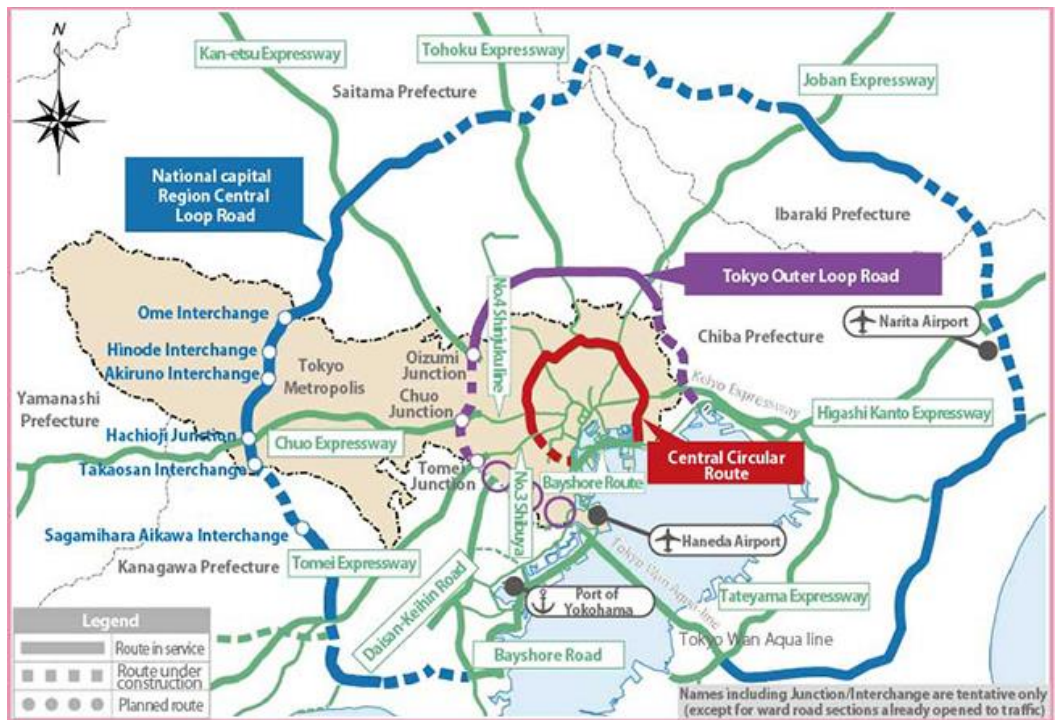 N
Kan-etsu Expressway
Tohoku Expressway
Joban Expressway
Saitama Prefecture
National capital
Region Central
Loop Road
Ibaraki Prefecture
Tokyo Outer Loop Road
No.4 Shinjuku line
Ome Interchange
Narita Airport
Hinode Interchange
Akiruno Interchange
Tokyo
Metropolis
Oizumi
Junction
Chiba Prefecture
Keiyo Expressway
Yamanashi
Prefecture
Chuo
Junction
Higashi Kanto Expressway
Hachioji Junction
Chuo Expressway
Central Circular
Route
Takaosan Interchange
Tomei
Junction
No.3 Shibuya
Bayshore Route
Sagamihara Aikawa Interchange
Haneda Airport
Kanagawa Prefecture
Tomei Expressway
Tokyo Wan Aqua-line
Daisan-Keihin Road
Port of
Yokohama
Tateyama Expressway
Tokyo Wan Aqua line
Bayshore Road
Legend
Route in service
Route under
construction
Planned route
Names including Junction/Interchange are tentative only
(except for ward road sections already opened to traffic)